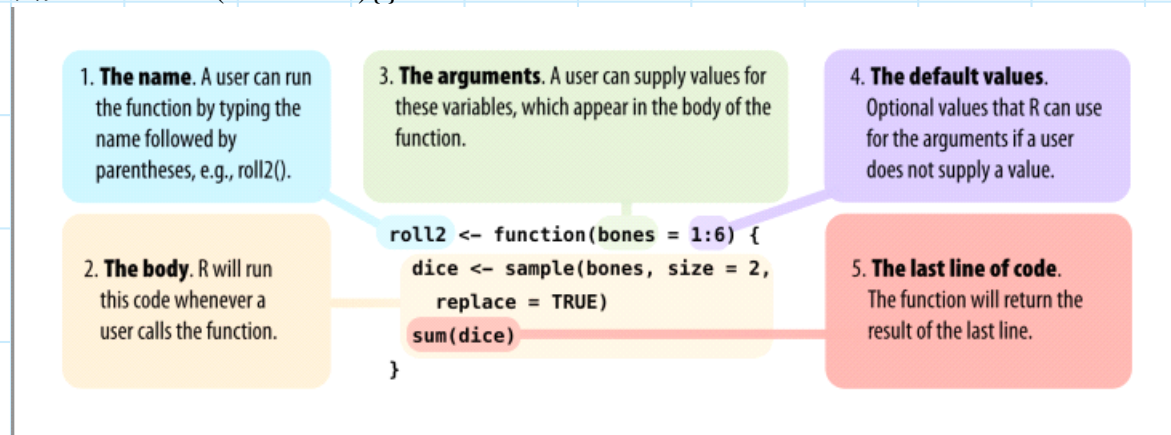 1. The name. A user can run
the function by typing the
name followed by
parentheses, e.g., roll2().
2. The body. R will run
this code whenever a
user calls the function.
3. The arguments. A user can supply values for
these variables, which appear in the body of the
function.
roll2 <- function(bones = 1:6) {
dice <- sample(bones, size = 2,
replace = TRUE)
sum(dice)
}
4. The default values.
Optional values that R can use
for the arguments if a user
does not supply a value.
5. The last line of code.
The function will return the
result of the last line.